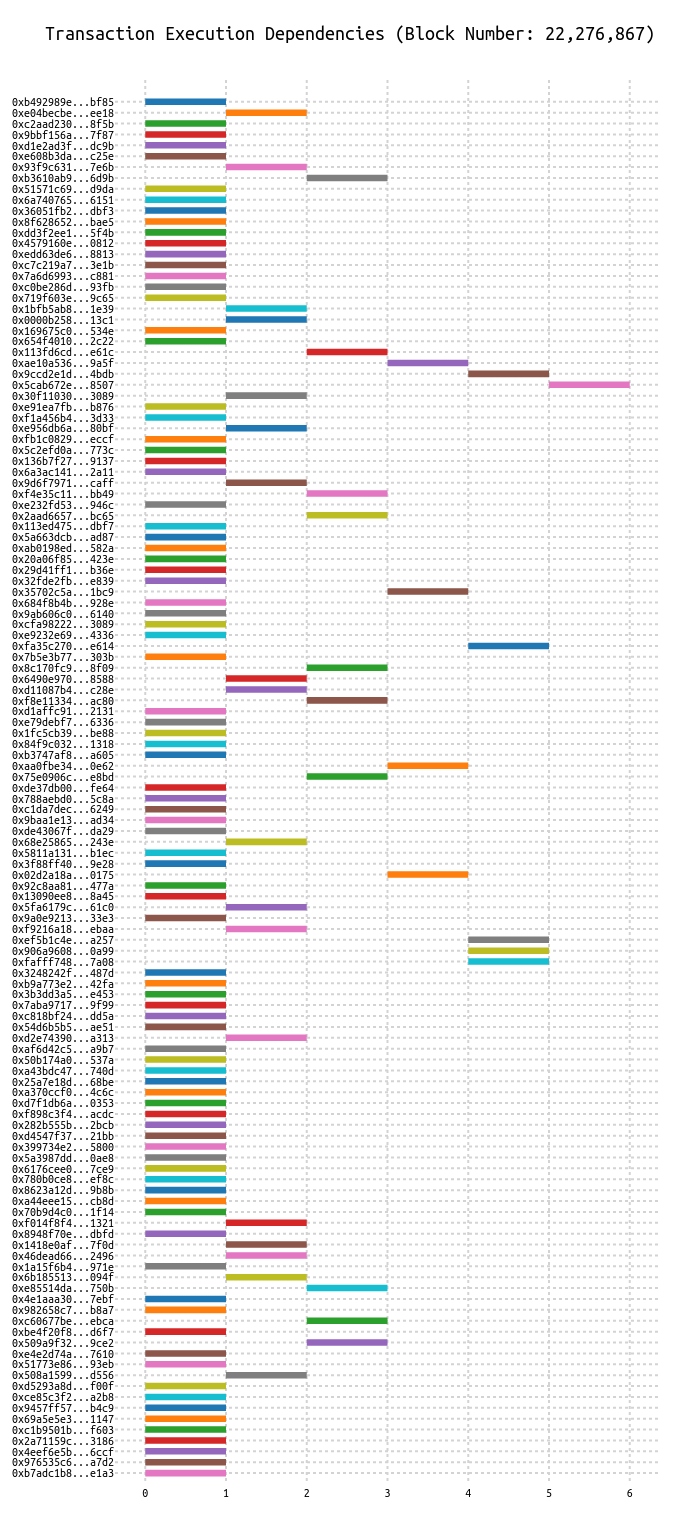 Transaction Execution Dependencies (Block Number: 22,276,867)
0xb492989e...bf85
0xe04becbe...ee18
0xc2aad230...8f5b
0x9bbf156a...7f87
0xd1e2ad3f...dc9b
0xe608b3da...c25e
0x93f9c631...7e6b
0xb3610ab9...6d9b
0x51571c69...d9da
0x6a740765...6151
0x36051fb2...dbf3
0x8f628652...bae5
0xdd3f2ee1...5f4b
0x4579160e...0812
0xedd63de6...8813
0xc7c219a7...3e1b
0x7a6d6993...c881
0xc0be286d...93fb
0x719f603e...9c65
0x1bfb5ab8...1e39
0x0000b258...13c1
0x169675c0...534e
0x654f4010...2c22
0x113fd6cd...e61c
0xae10a536...9a5f
0x9ccd2e1d...4bdb
0x5cab672e...8507
0x30f11030...3089
0xe91ea7fb...b876
0xf1a456b4...3d33
0xe956db6a...80bf
0xfb1c0829...eccf
0x5c2efd0a...773c
0x136b7f27...9137
0x6a3ac141...2a11
0x9d6f7971...caff
0xf4e35c11...bb49
0xe232fd53...946c
0x2aad6657...bc65
0x113ed475...dbf7
0x5a663dcb...ad87
0xab0198ed...582a
0x20a06f85...423e
0x29d41ff1...b36e
0x32fde2fb...e839
0x35702c5a...1bc9
0x684f8b4b...928e
0x9ab606c0...6140
0xcfa98222...3089
0xe9232e69...4336
0xfa35c270...e614
0x7b5e3b77...303b
0x8c170fc9...8f09
0x6490e970...8588
0xd11087b4...c28e
0xf8e11334...ac80
0xd1affc91...2131
0xe79debf7...6336
0x1fc5cb39...be88
0x84f9c032...1318
0xb3747af8...a605
0xaa0fbe34...0e62
0x75e0906c...e8bd
0xde37db00...fe64
0x788aebd0...5c8a
0xc1da7dec...6249
0x9baa1e13...ad34
0xde43067f...da29
0x68e25865...243e
0x5811a131...b1ec
0x3f88ff40...9e28
0x02d2a18a...0175
0x92c8aa81...477a
0x13090ee8...8a45
0x5fa6179c...61c0
0x9a0e9213...33e3
0xf9216a18...ebaa
0xef5b1c4e...a257
0x906a9608...0a99
0xfafff748...7a08
0x3248242f...487d
0xb9a773e2...42fa
0x3b3dd3a5...e453
0x7aba9717...9f99
0xc818bf24...dd5a
0x54d6b5b5...ae51
0xd2e74390...a313
0xaf6d42c5...a9b7
0x50b174a0...537a
0xa43bdc47...740d
0x25a7e18d...68be
0xa370ccf0...4c6c
0xd7f1db6a...0353
0xf898c3f4...acdc
0x282b555b...2bcb
0xd4547f37...21bb
0x399734e2...5800
0x5a3987dd...0ae8
0x6176cee0...7ce9
0x780b0ce8...ef8c
0x8623a12d...9b8b
0xa44eee15...cb8d
0x70b9d4c0...1f14
0xf014f8f4...1321
0x8948f70e...dbfd
0x1418e0af...7f0d
0x46dead66...2496
0x1a15f6b4...971e
0x6b185513...094f
0xe85514da...750b
0x4e1aaa30...7ebf
0x982658c7...b8a7
0xc60677be...ebca
0xbe4f20f8...d6f7
0x509a9f32...9ce2
0xe4e2d74a...7610
0x51773e86...93eb
0x508a1599...d556
0xd5293a8d...f00f
0xce85c3f2...a2b8
0x9457ff57...b4c9
0x69a5e5e3...1147
0xc1b9501b...f603
0x2a71159c...3186
0x4eef6e5b...6ccf
0x976535c6...a7d2
0xb7adc1b8...e1a3
0 1 2 3 4 5 6